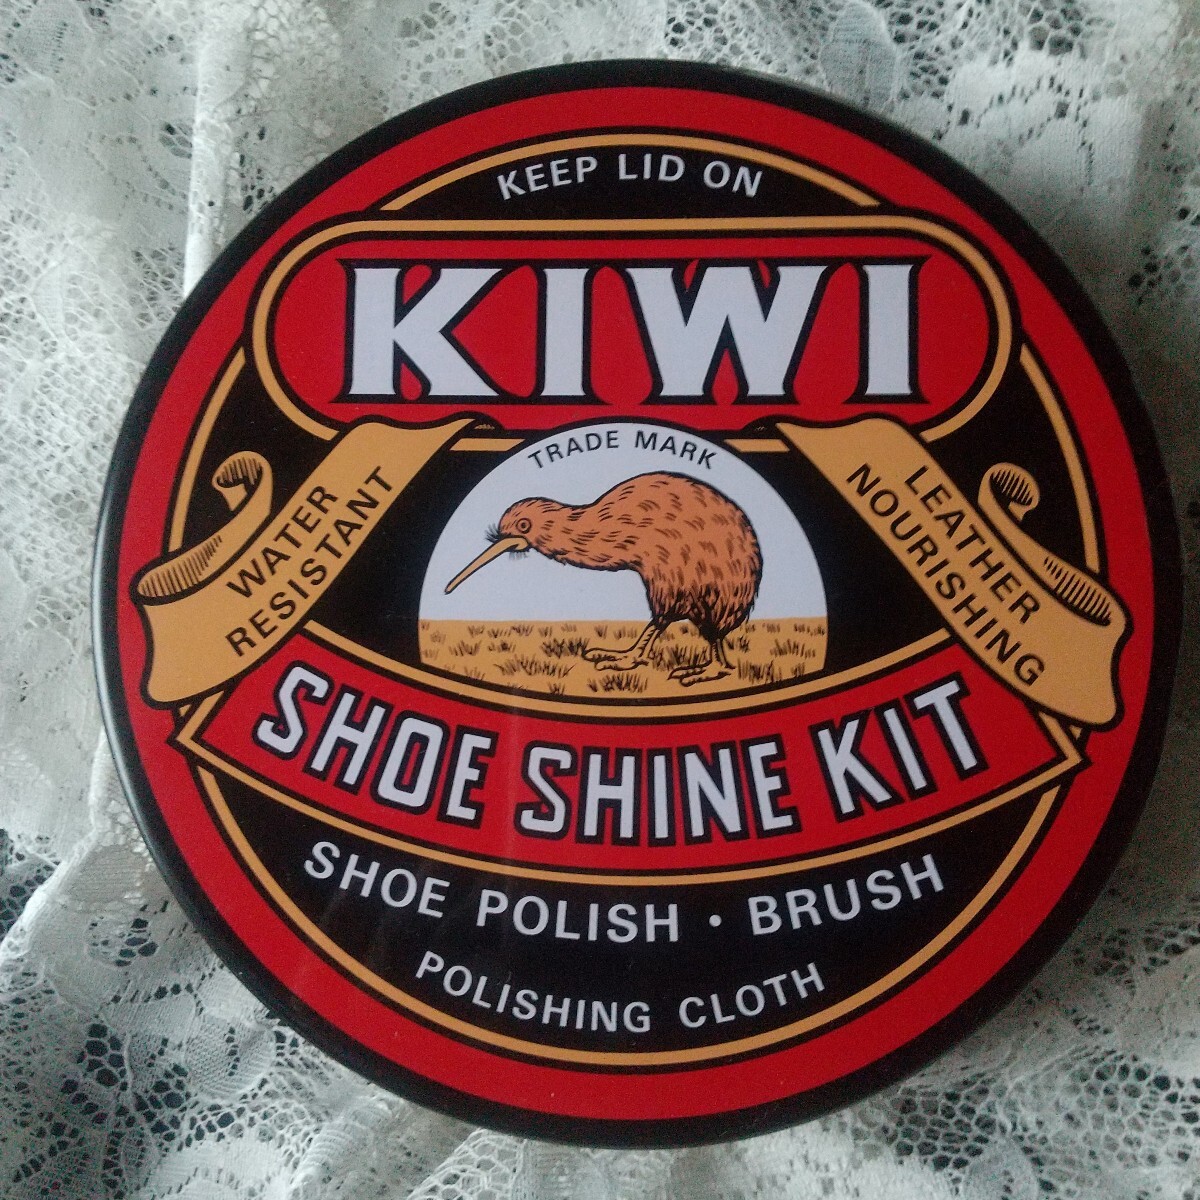 KEEP LID ON
KIWI
TRADE MARK
WATER
RESISTANT
LEATHER
NOURISHING
SHOE SHINE KIT
SHOE POLISH • BRUSH
POLISHING CLOTH